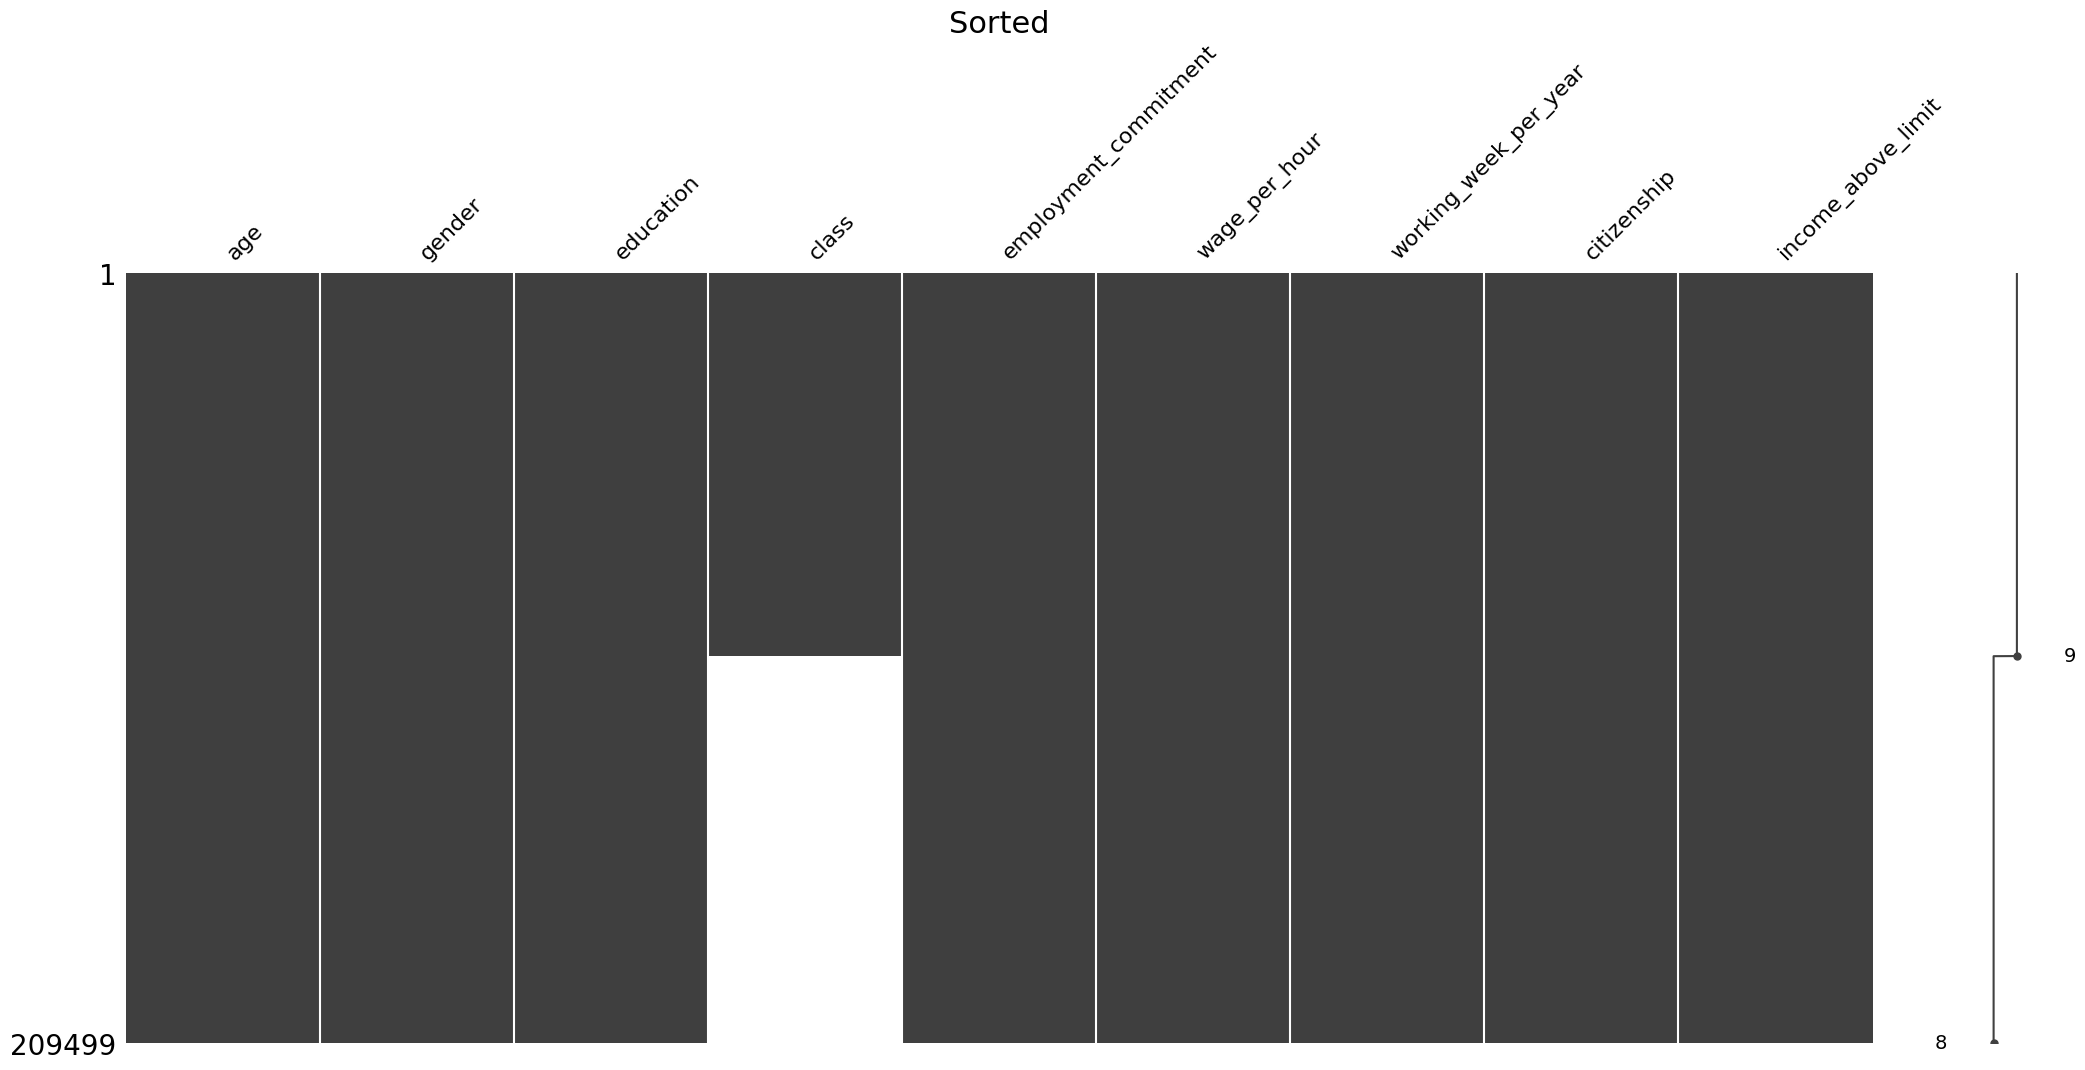 Sorted
age
gender
education
class
employment_commitment
wage_per_hour
working_week_per_year
citizenship
income_above_limit
1
9
209499
8